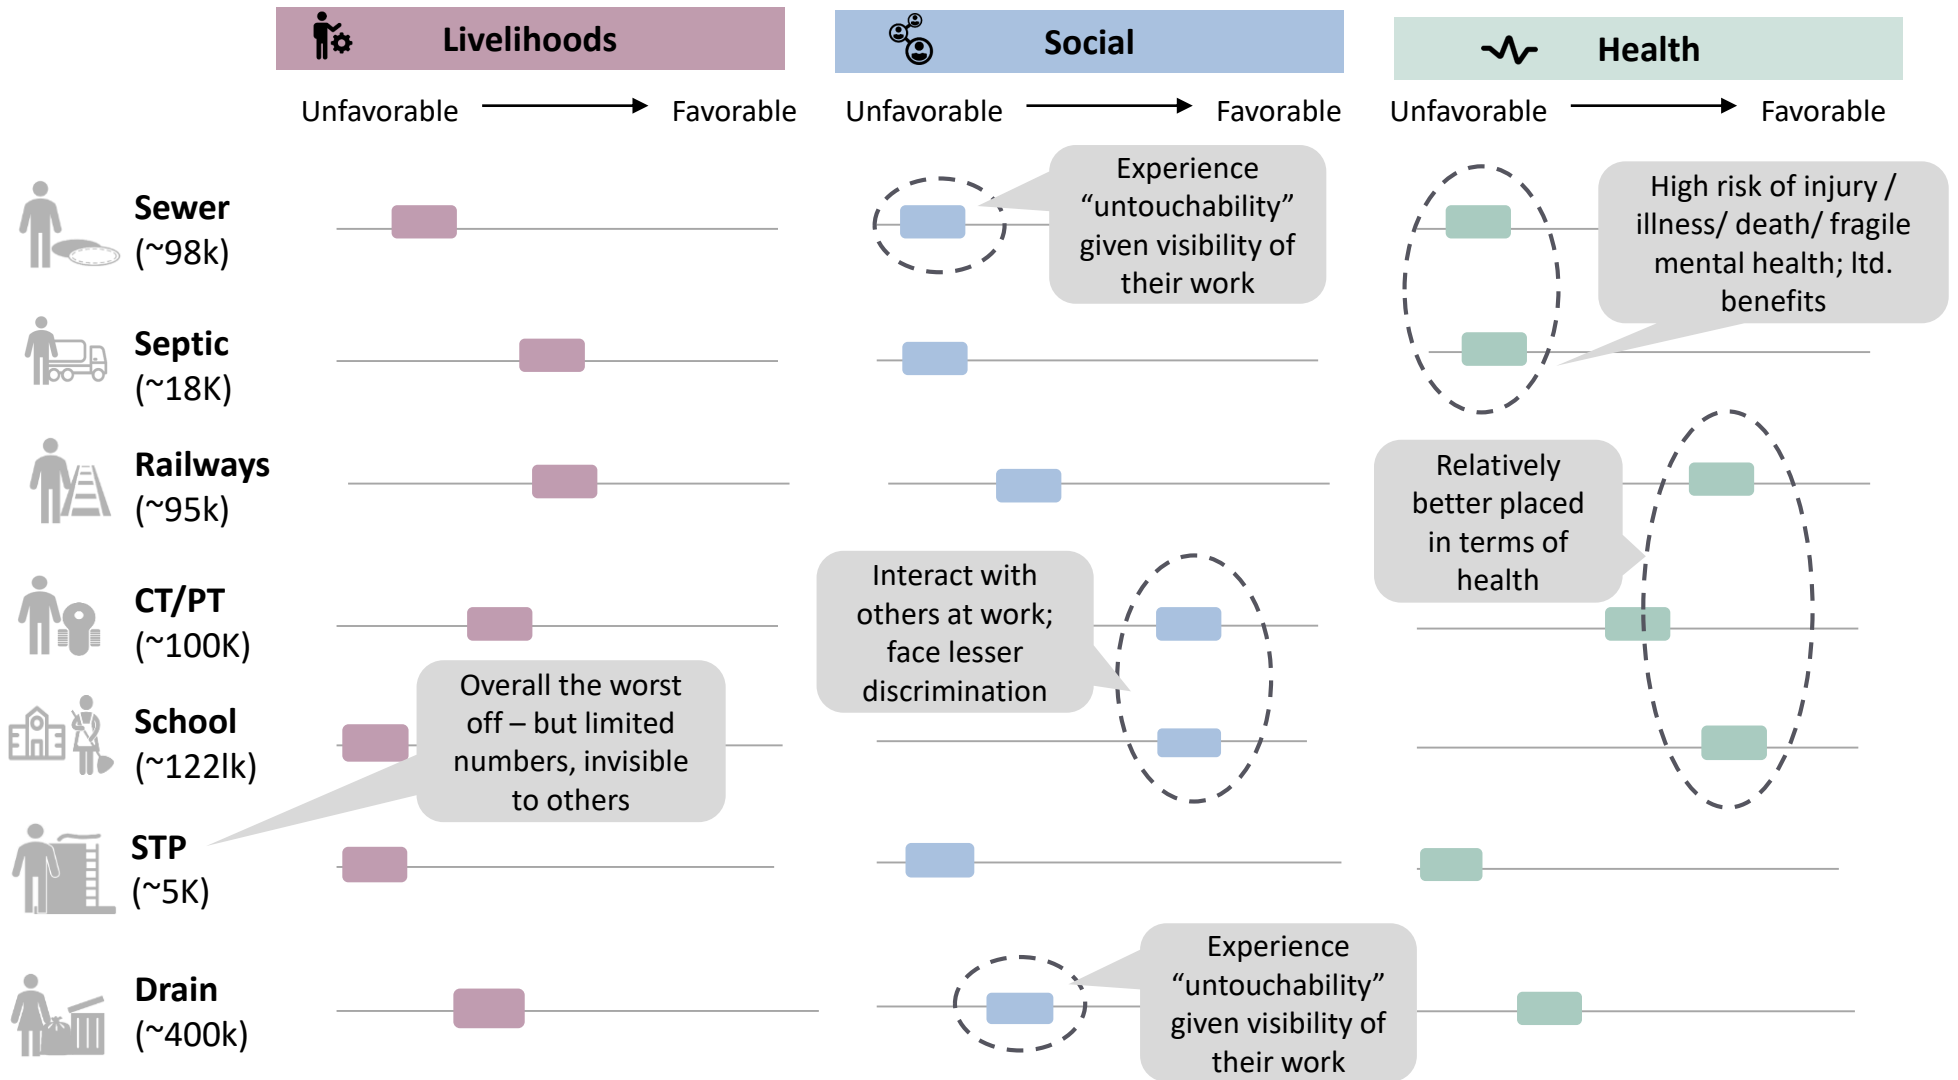 Livelihoods
Social
Health
Unfavorable
Favorable
Unfavorable
Favorable
Unfavorable
Favorable
Sewer
(~98k)
Experience
“untouchability”
given visibility of
their work
High risk of injury /
illness/ death/ fragile
mental health; ltd.
benefits
Septic
(~18K)
Railways
(~95k)
Relatively
better placed
in terms of
health
CT/PT
(~100K)
Interact with
others at work;
face lesser
discrimination
School
(~122lk)
Overall the worst
off – but limited
numbers, invisible
to others
STP
(~5K)
Drain
(~400k)
Experience
“untouchability”
given visibility of
their work